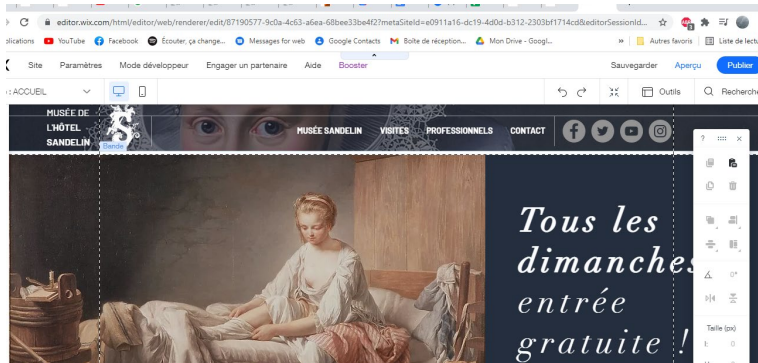 editor.wix.com/html/editor/web/renderer/edit/87190577-9c0a-4c63-a6ea-68bee33be4f2?metaSiteId=e0911a16-dc19-4d0d-b312-2303bf1714cd&editorSessionId...
plications YouTube Facebook Écouter, ça change... Messages for web Google Contacts Boîte de réception... Mon Drive - Googl... » Autres favoris Liste de lectu
Site Paramètres Mode développeur Engager un partenaire Aide Booster Sauvegarder Aperçu Publier
: ACCUEIL Outils Recherche
MUSÉE DE
L'HÔTEL
SANDELIN
Bande
MUSÉE SANDELIN VISITES PROFESSIONNELS CONTACT
? ×
Tous les
dimanches
entrée
gratuite !
0°
Taille (px)
l: 0